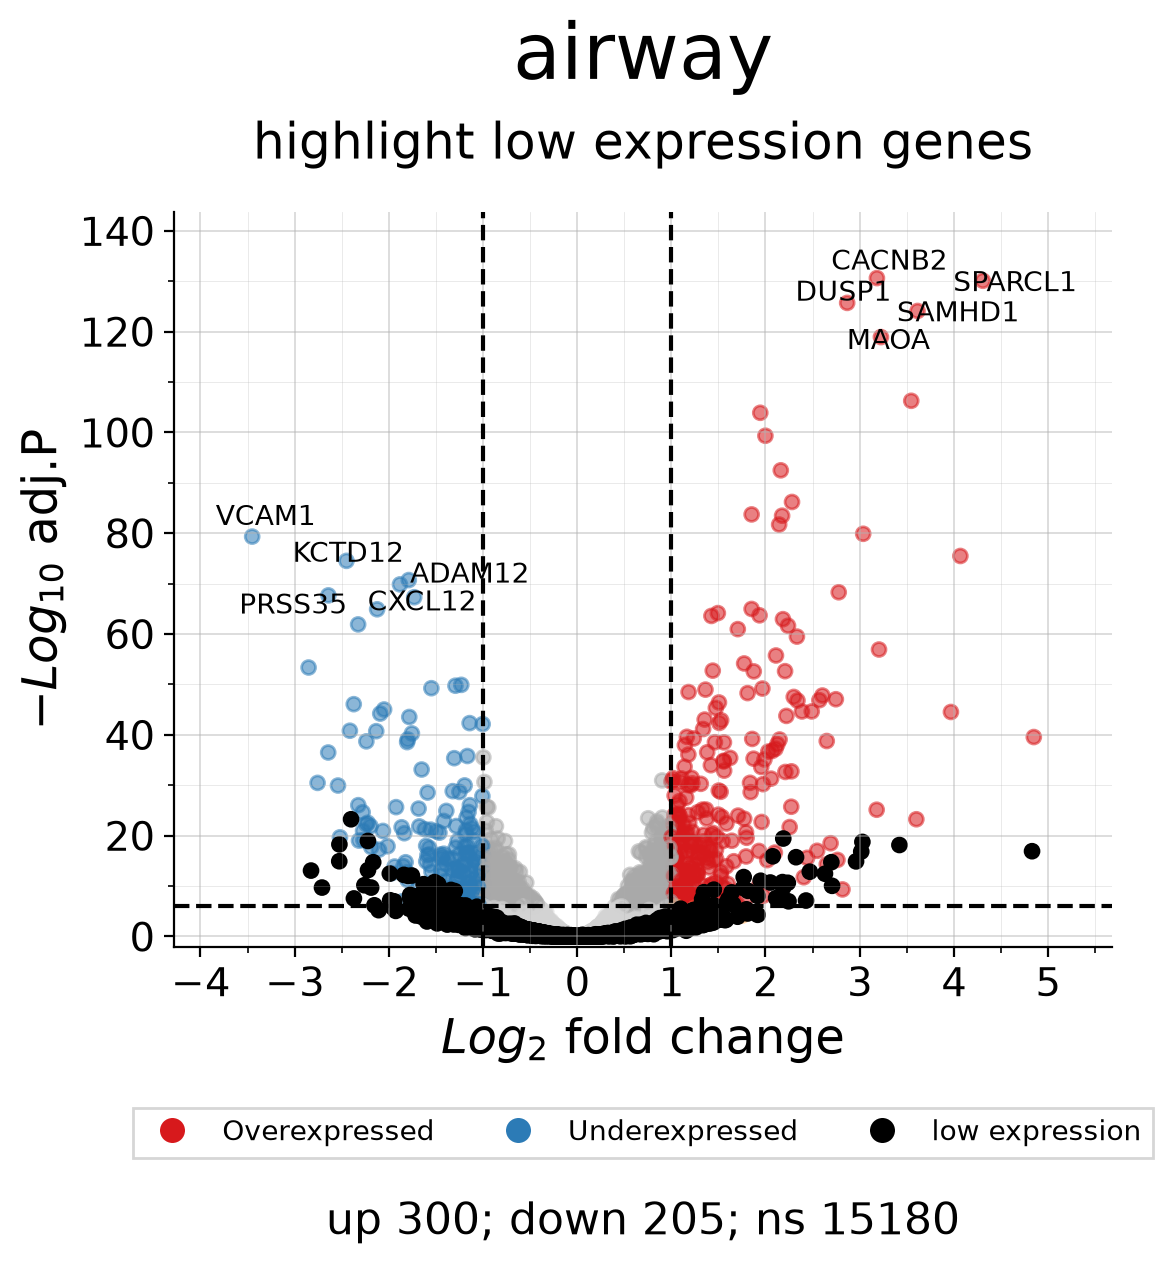 airway
highlight low expression genes
140
120
100
80
60
40
20
0
−Log10 adj.P
CACNB2
SPARCL1
DUSP1
SAMHD1
MAOA
VCAM1
KCTD12
ADAM12
PRSS35
CXCL12
−4 −3 −2 −1 0 1 2 3 4 5
Log2 fold change
Overexpressed Underexpressed low expression
up 300; down 205; ns 15180